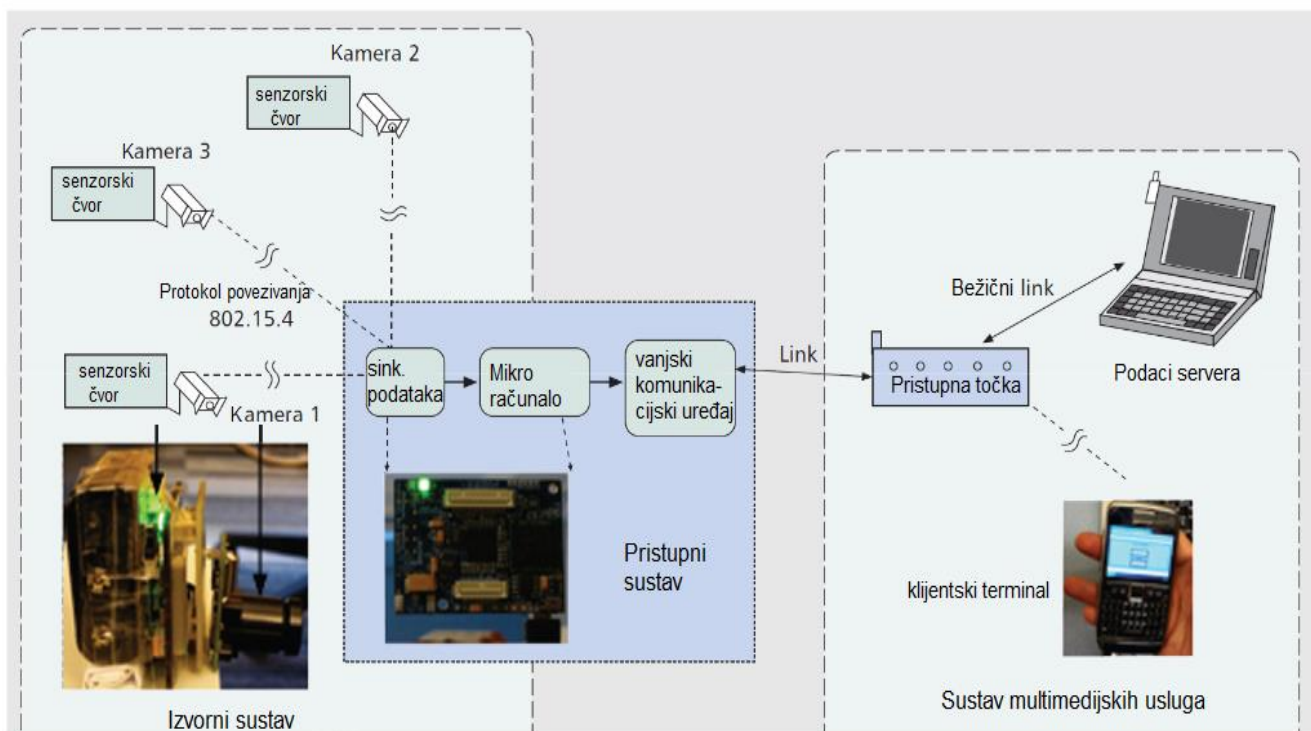 Kamera 2
senzorski
čvor
Kamera 3
senzorski
čvor
Protokol povezivanja
802.15.4
senzorski
čvor
Kamera 1
sink.
podataka
Mikro
računalo
vanjski
komunika-
cijski uređaj
Link
Pristupni
sustav
Izvorni sustav
Bežični link
Pristupna točka
Podaci servera
klijentski terminal
Sustav multimedijskih usluga